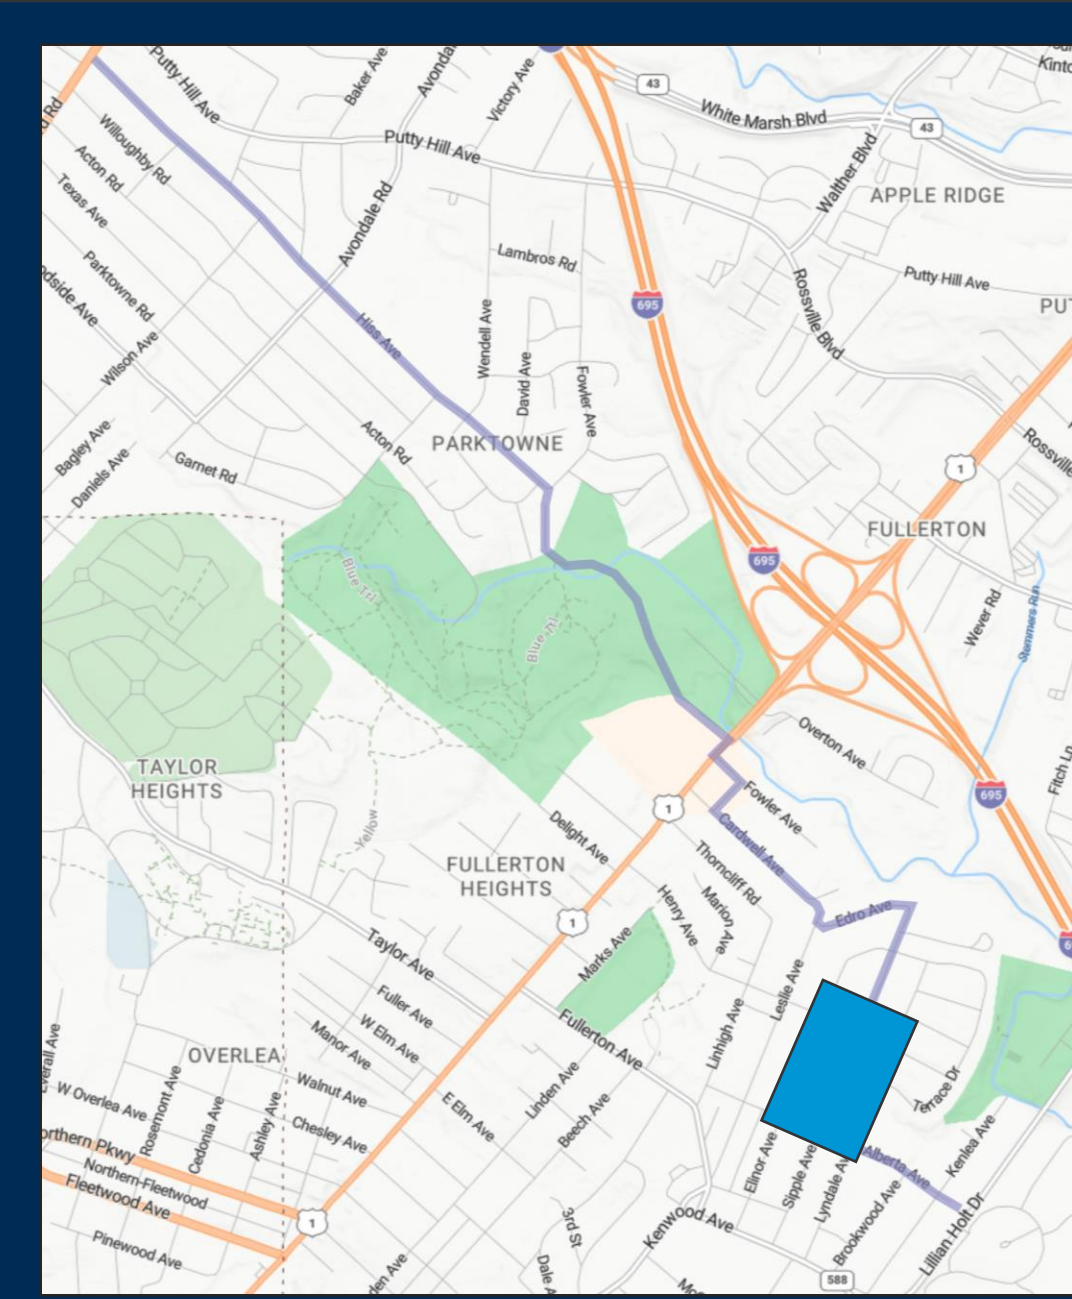 43
Kinto
Putty Hill Ave
Baker Ave
Avonda
Victory Ave
White Marsh Blvd
43
d Rd
Willoughby Rd
Putty Hill Ave
Walther Blvd
Acton Rd
APPLE RIDGE
Texas Ave
Avondale Rd
Lambros Rd
Parktowne Rd
Putty Hill Ave
dside Ave
695
PUT
Rossville Blvd
Wilson Ave
Hiss Ave
Wendell Ave
David Ave
Fowler Ave
Bagley Ave
Acton Rd
PARKTOWNE
Rossville
Daniels Ave
Garnet Rd
1
FULLERTON
695
Blue Trl
Blue Trl
Wever Rd
Stemmers Run
Overton Ave
Fitch Ln
TAYLOR
HEIGHTS
695
Fowler Ave
1
Yellow
Delight Ave
Cardwell Ave
FULLERTON
HEIGHTS
Thorncliff Rd
Henry Ave
Marion Ave
Edro Ave
1
Marks Ave
Taylor Ave
Leslie Ave
Fuller Ave
Fullerton Ave
W Elm Ave
Linhigh Ave
Manor Ave
OVERLEA
Everall Ave
Walnut Ave
Terrace Dr
W Overlea Ave
Rosemont Ave
Cedonia Ave
Ashley Ave
E Elm Ave
Linden Ave
Beech Ave
Chesley Ave
Kenlea Ave
orthern Pkwy
Northern-Fleetwood
Fleetwood Ave
Elinor Ave
Sipple Ave
Lyndale Av
Alberta Ave
1
Kenwood Ave
3rd St
Brookwood Ave
Lillian Holt Dr
Pinewood Ave
den Ave
Dale A
588